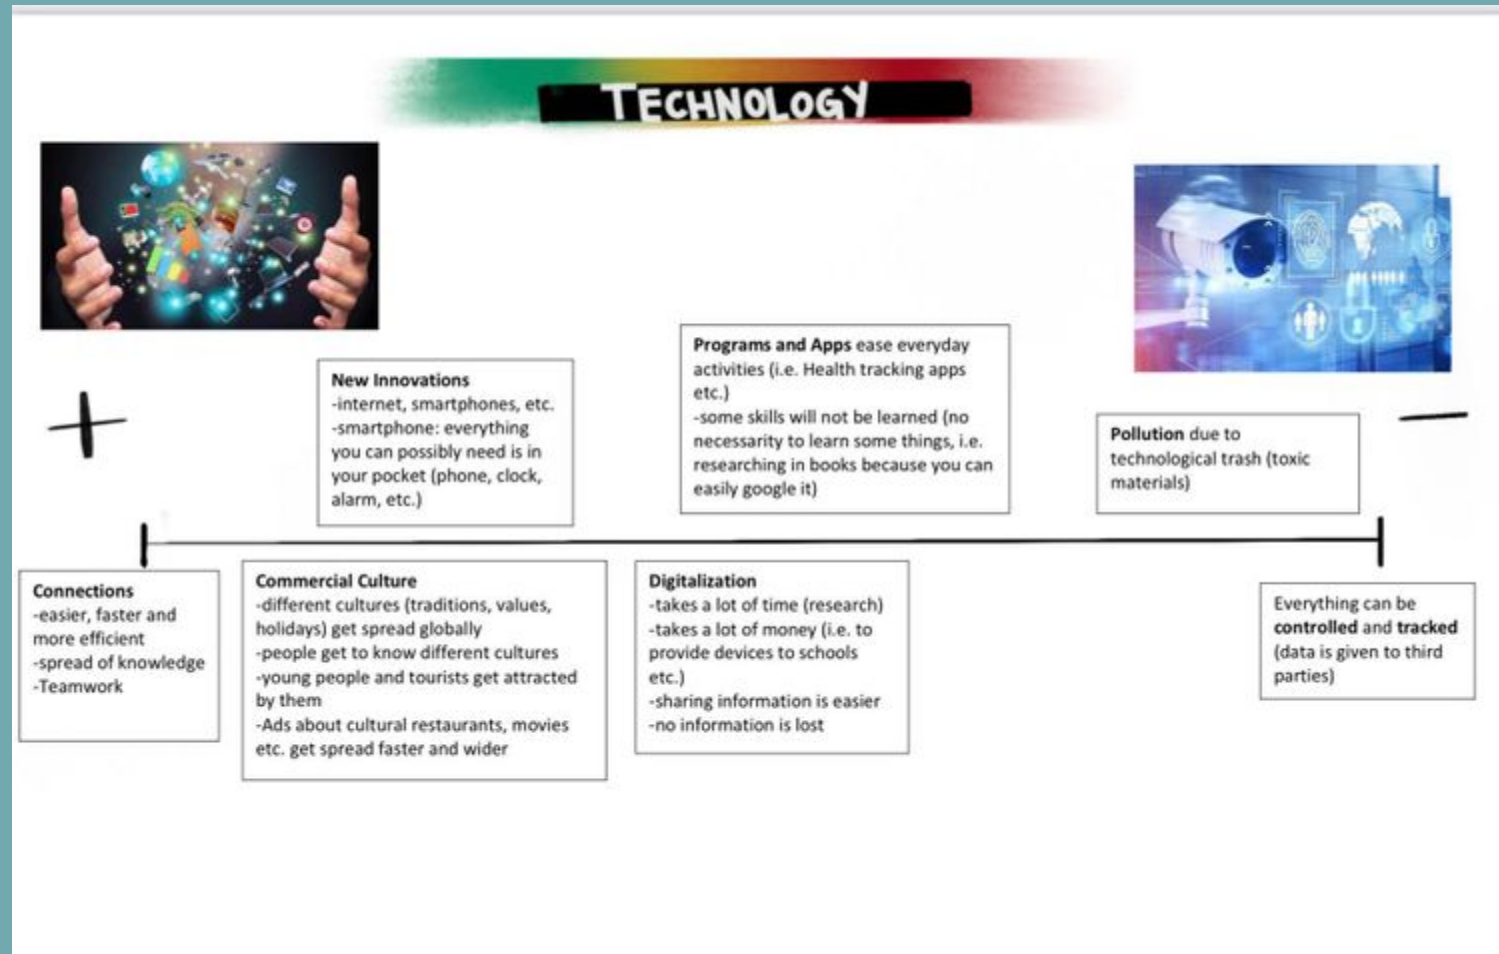 TECHNOLOGY
New Innovations
-internet, smartphones, etc.
-smartphone: everything
you can possibly need is in
your pocket (phone, clock,
alarm, etc.)
Programs and Apps ease everyday
activities (i.e. Health tracking apps
etc.)
-some skills will not be learned (no
necessarity to learn some things, i.e.
researching in books because you can
easily google it)
Pollution due to
technological trash (toxic
materials)
Connections
-easier, faster and
more efficient
-spread of knowledge
-Teamwork
Commercial Culture
-different cultures (traditions, values,
holidays) get spread globally
-people get to know different cultures
-young people and tourists get attracted
by them
-Ads about cultural restaurants, movies
etc. get spread faster and wider
Digitalization
-takes a lot of time (research)
-takes a lot of money (i.e. to
provide devices to schools
etc.)
-sharing information is easier
-no information is lost
Everything can be
controlled and tracked
(data is given to third
parties)